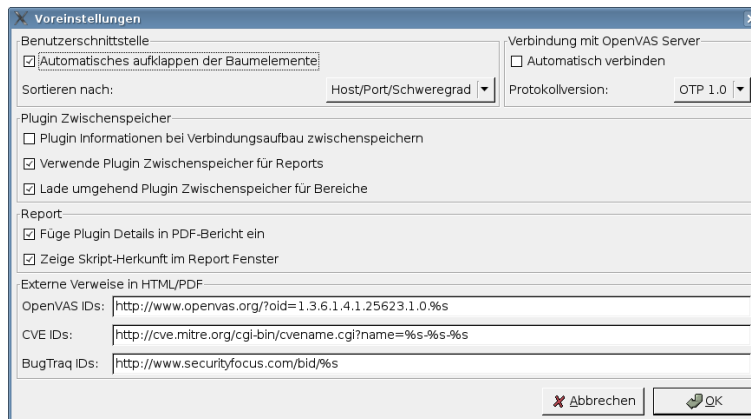 Voreinstellungen
Benutzerschnittstelle
Automatisches aufklappen der Baumelemente
Sortieren nach: Host/Port/Schweregrad
Verbindung mit OpenVAS Server
Automatisch verbinden
Protokollversion: OTP 1.0
Plugin Zwischenspeicher
Plugin Informationen bei Verbindungsaufbau zwischenspeichern
Verwende Plugin Zwischenspeicher für Reports
Lade umgehend Plugin Zwischenspeicher für Bereiche
Report
Füge Plugin Details in PDF-Bericht ein
Zeige Skript-Herkunft im Report Fenster
Externe Verweise in HTML/PDF
OpenVAS IDs: http://www.openvas.org/?oid=1.3.6.1.4.1.25623.1.0.%s
CVE IDs: http://cve.mitre.org/cgi-bin/cvename.cgi?name=%s-%s-%s
BugTraq IDs: http://www.securityfocus.com/bid/%s
Abbrechen OK